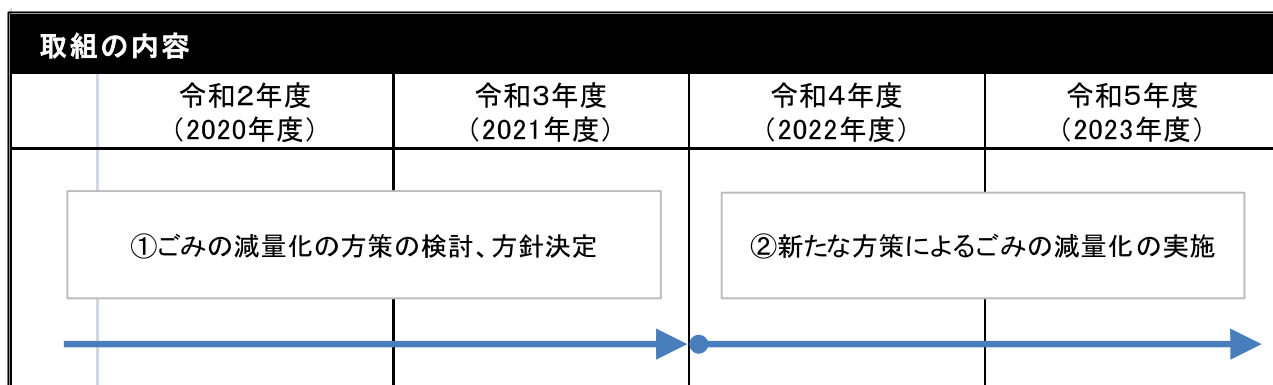 取組の内容
令和2年度
（2020年度）
令和3年度
（2021年度）
令和4年度
（2022年度）
令和5年度
（2023年度）
①ごみの減量化の方策の検討、方針決定
②新たな方策によるごみの減量化の実施